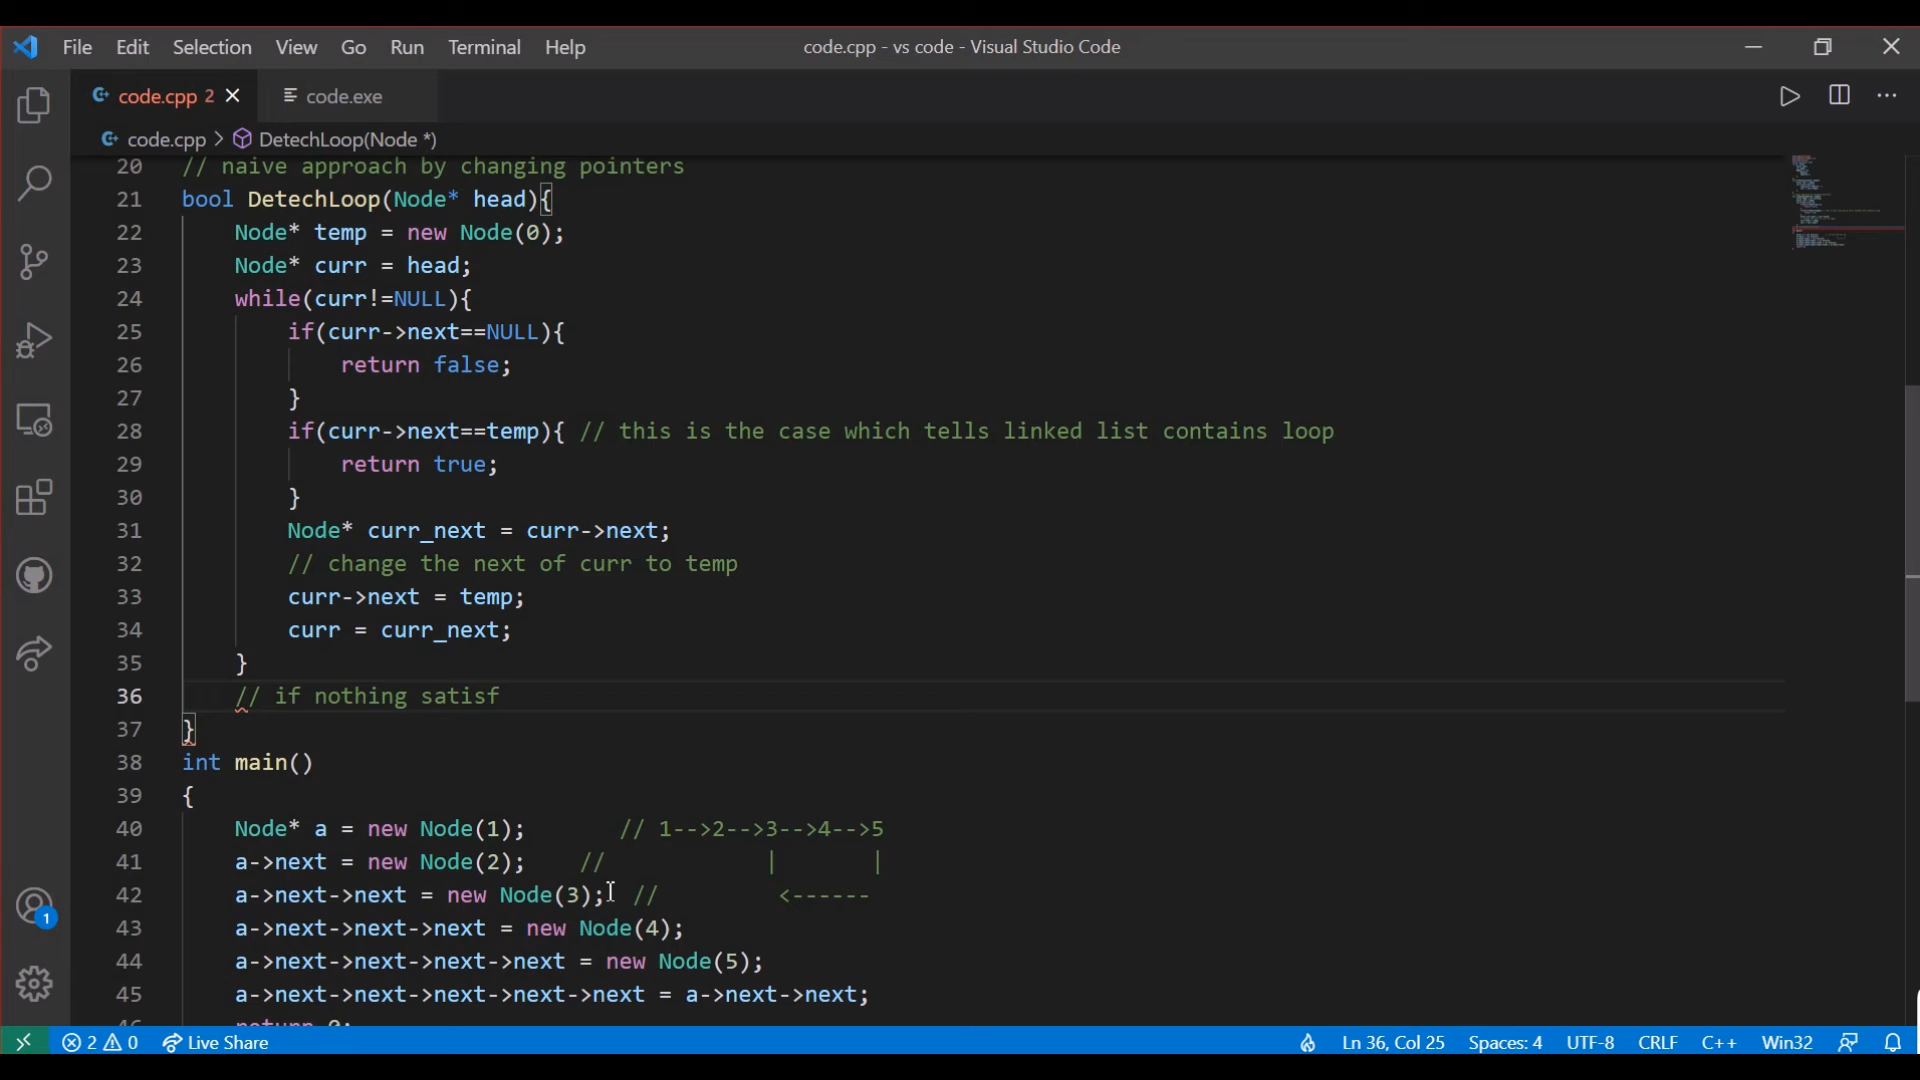 File Edit Selection View Go Run Terminal Help code.cpp - vs code - Visual Studio Code
code.cpp 2 code.exe
code.cpp > DetechLoop(Node *)
20 // naive approach by changing pointers
21 bool DetechLoop(Node* head){
22 Node* temp = new Node(0);
23 Node* curr = head;
24 while(curr!=NULL){
25 if(curr->next==NULL){
26 return false;
27 }
28 if(curr->next==temp){ // this is the case which tells linked list contains loop
29 return true;
30 }
31 Node* curr_next = curr->next;
32 // change the next of curr to temp
33 curr->next = temp;
34 curr = curr_next;
35 }
36 // if nothing satisf
37 }
38 int main()
39 {
40 Node* a = new Node(1); // 1-->2-->3-->4-->5
41 a->next = new Node(2); // | |
42 a->next->next = new Node(3); // <------
43 a->next->next->next = new Node(4);
44 a->next->next->next->next = new Node(5);
45 a->next->next->next->next->next = a->next->next;
46 return 0;
1
2 0 Live Share Ln 36, Col 25 Spaces: 4 UTF-8 CRLF C++ Win32